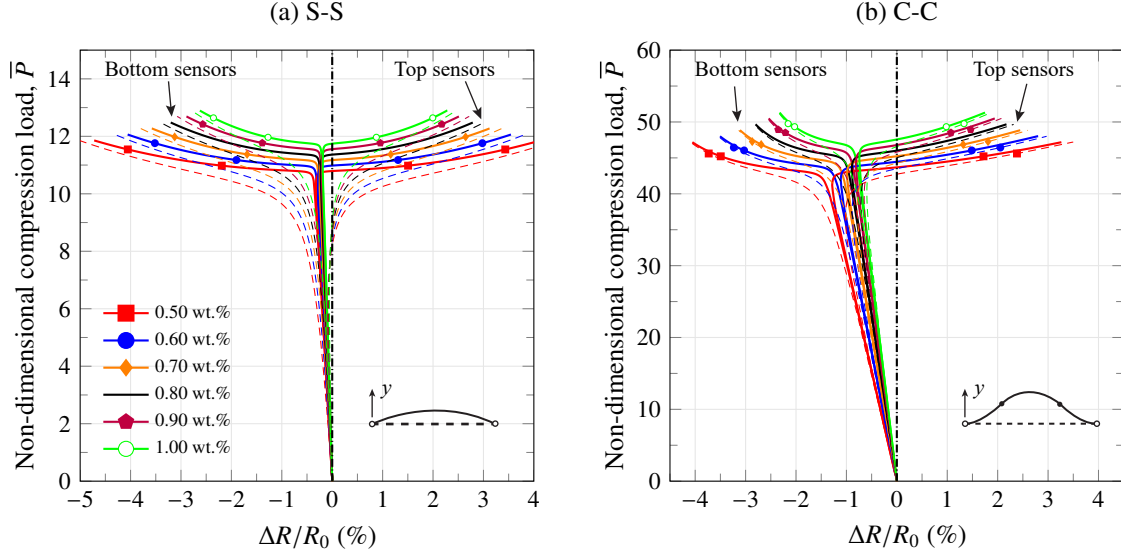 (a) S-S
Non-dimensional compression load, P̅
14
12
10
8
6
4
2
0
Bottom sensors
Top sensors
0.50 wt.%
0.60 wt.%
0.70 wt.%
0.80 wt.%
0.90 wt.%
1.00 wt.%
y
−5 −4 −3 −2 −1 0 1 2 3 4
ΔR/R₀ (%)
(b) C-C
Non-dimensional compression load, P̅
60
50
40
30
20
10
0
Bottom sensors
Top sensors
y
−4 −3 −2 −1 0 1 2 3 4
ΔR/R₀ (%)